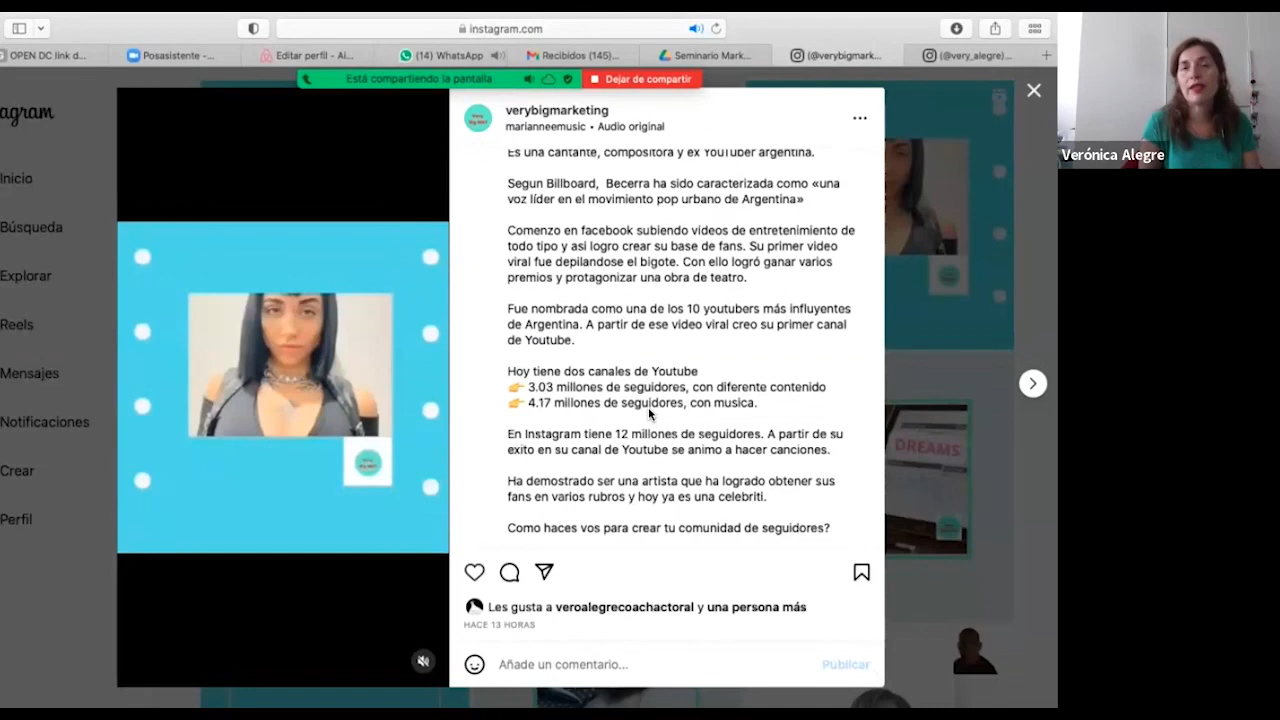 instagram.com
OPEN DC link d...
Posasistente -...
Editar perfil - Ai...
(14) WhatsApp
Recibidos (145)...
Seminario Mark...
(@verybigmark...
(@very_alegre)...
Está compartiendo la pantalla
Dejar de compartir
agram
Inicio
Búsqueda
Explorar
Reels
Mensajes
Notificaciones
Crear
Perfil
verybigmarketing
marianneemusic • Audio original
Es una cantante, compositora y ex YouTuber argentina.
Segun Billboard, Becerra ha sido caracterizada como «una
voz líder en el movimiento pop urbano de Argentina»
Comenzo en facebook subiendo videos de entretenimiento de
todo tipo y asi logro crear su base de fans. Su primer video
viral fue depilandose el bigote. Con ello logró ganar varios
premios y protagonizar una obra de teatro.
Fue nombrada como una de los 10 youtubers más influyentes
de Argentina. A partir de ese video viral creo su primer canal
de Youtube.
Hoy tiene dos canales de Youtube
👉 3.03 millones de seguidores, con diferente contenido
👉 4.17 millones de seguidores, con musica.
En Instagram tiene 12 millones de seguidores. A partir de su
exito en su canal de Youtube se animo a hacer canciones.
Ha demostrado ser una artista que ha logrado obtener sus
fans en varios rubros y hoy ya es una celebriti.
Como haces vos para crear tu comunidad de seguidores?
Les gusta a veroalegrecoachactoral y una persona más
HACE 13 HORAS
Añade un comentario...
Publicar
DREAMS
Verónica Alegre